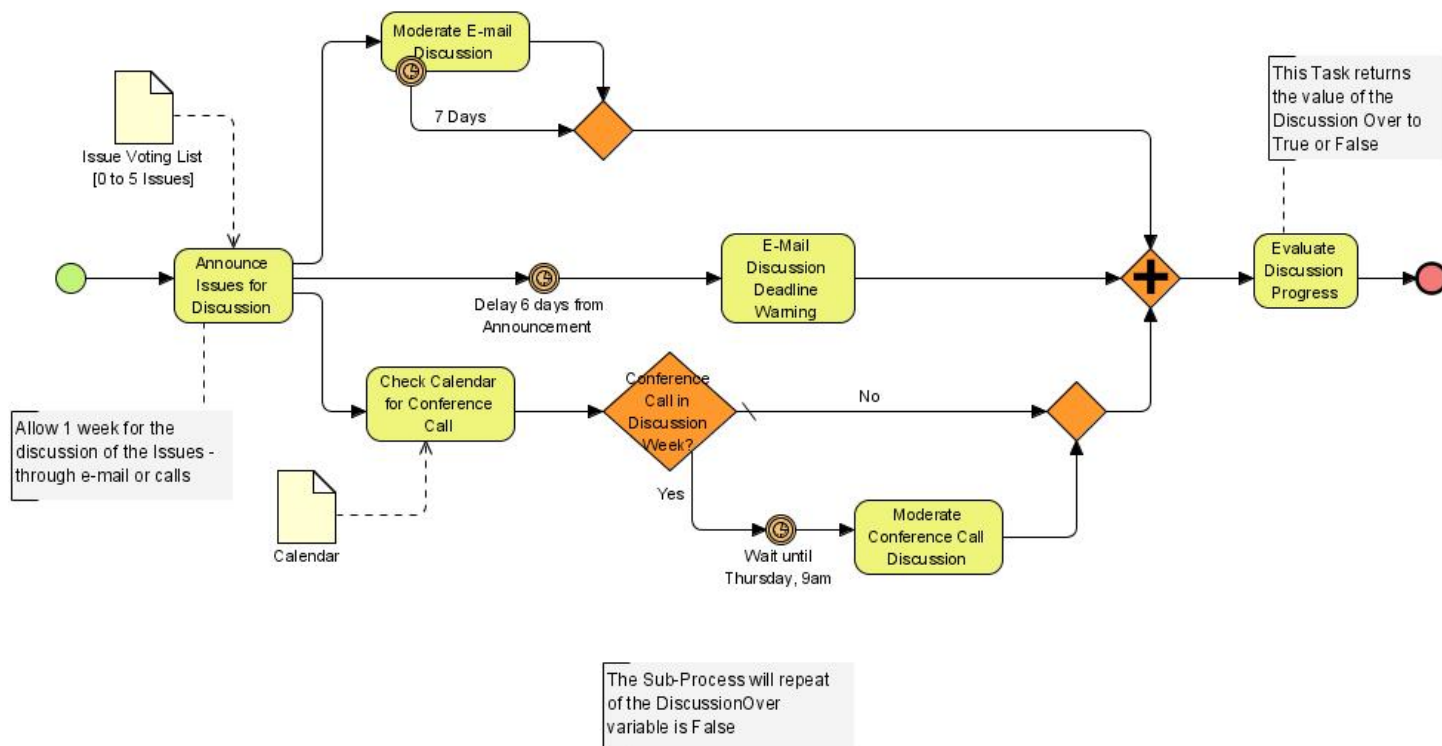 Moderate E-mail
Discussion
7 Days
This Task returns
the value of the
Discussion Over to
True or False
Issue Voting List
[0 to 5 Issues]
Announce
Issues for
Discussion
Delay 6 days from
Announcement
E-Mail
Discussion
Deadline
Warning
Evaluate
Discussion
Progress
Allow 1 week for the
discussion of the Issues -
through e-mail or calls
Check Calendar
for Conference
Call
Conference
Call in
Discussion
Week?
No
Yes
Calendar
Wait until
Thursday, 9am
Moderate
Conference Call
Discussion
The Sub-Process will repeat
of the DiscussionOver
variable is False